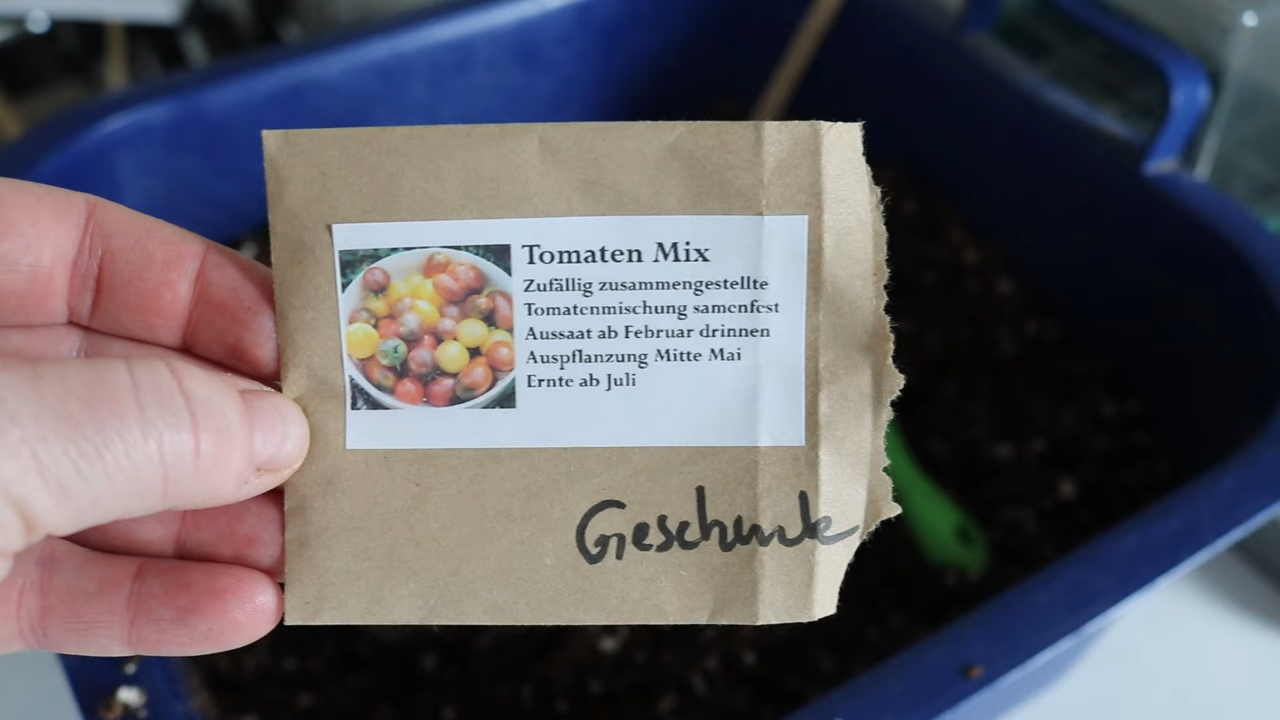 Tomaten Mix
Zufällig zusammengestellte
Tomatenmischung samenfest
Aussaat ab Februar drinnen
Auspflanzung Mitte Mai
Ernte ab Juli
Geschenk